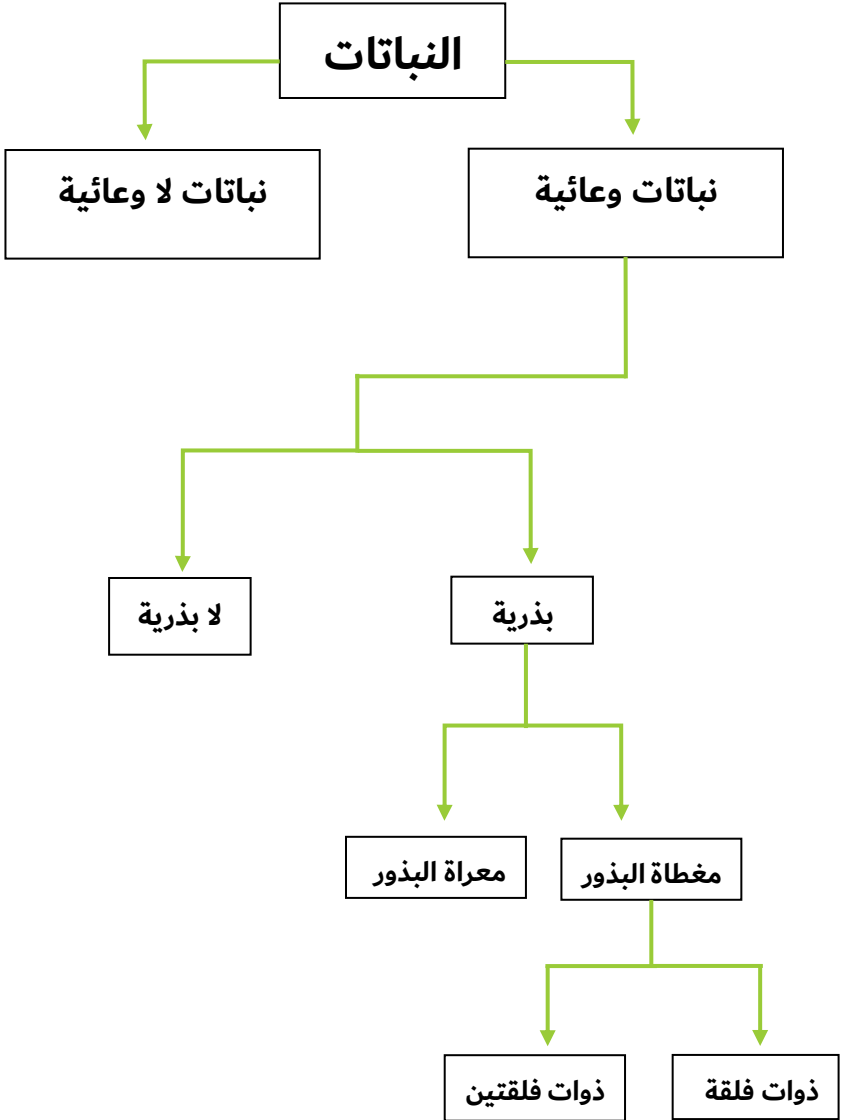 النباتات
نباتات وعائية
نباتات لا وعائية
بذرية
لا بذرية
مغطاة البذور
معراة البذور
ذوات فلقة
ذوات فلقتين